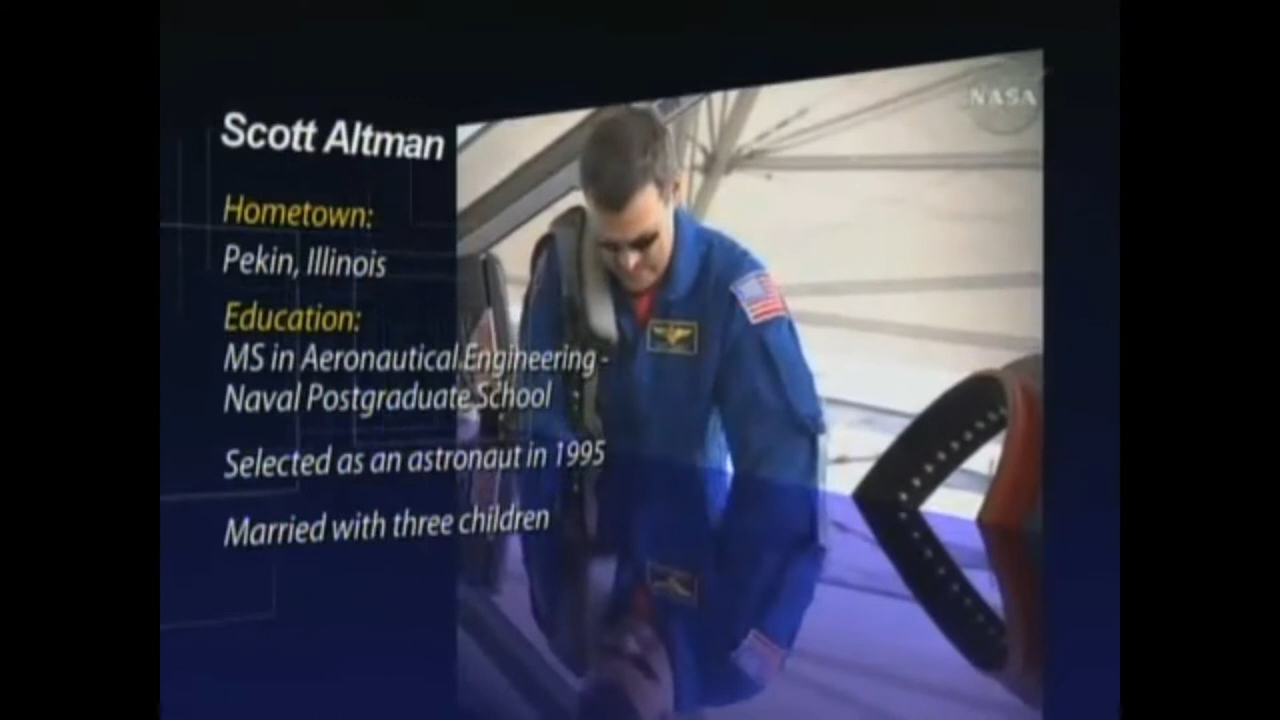 Scott Altman
NASA
Hometown:
Pekin, Illinois
Education:
MS in Aeronautical Engineering -
Naval Postgraduate School
Selected as an astronaut in 1995
Married with three children